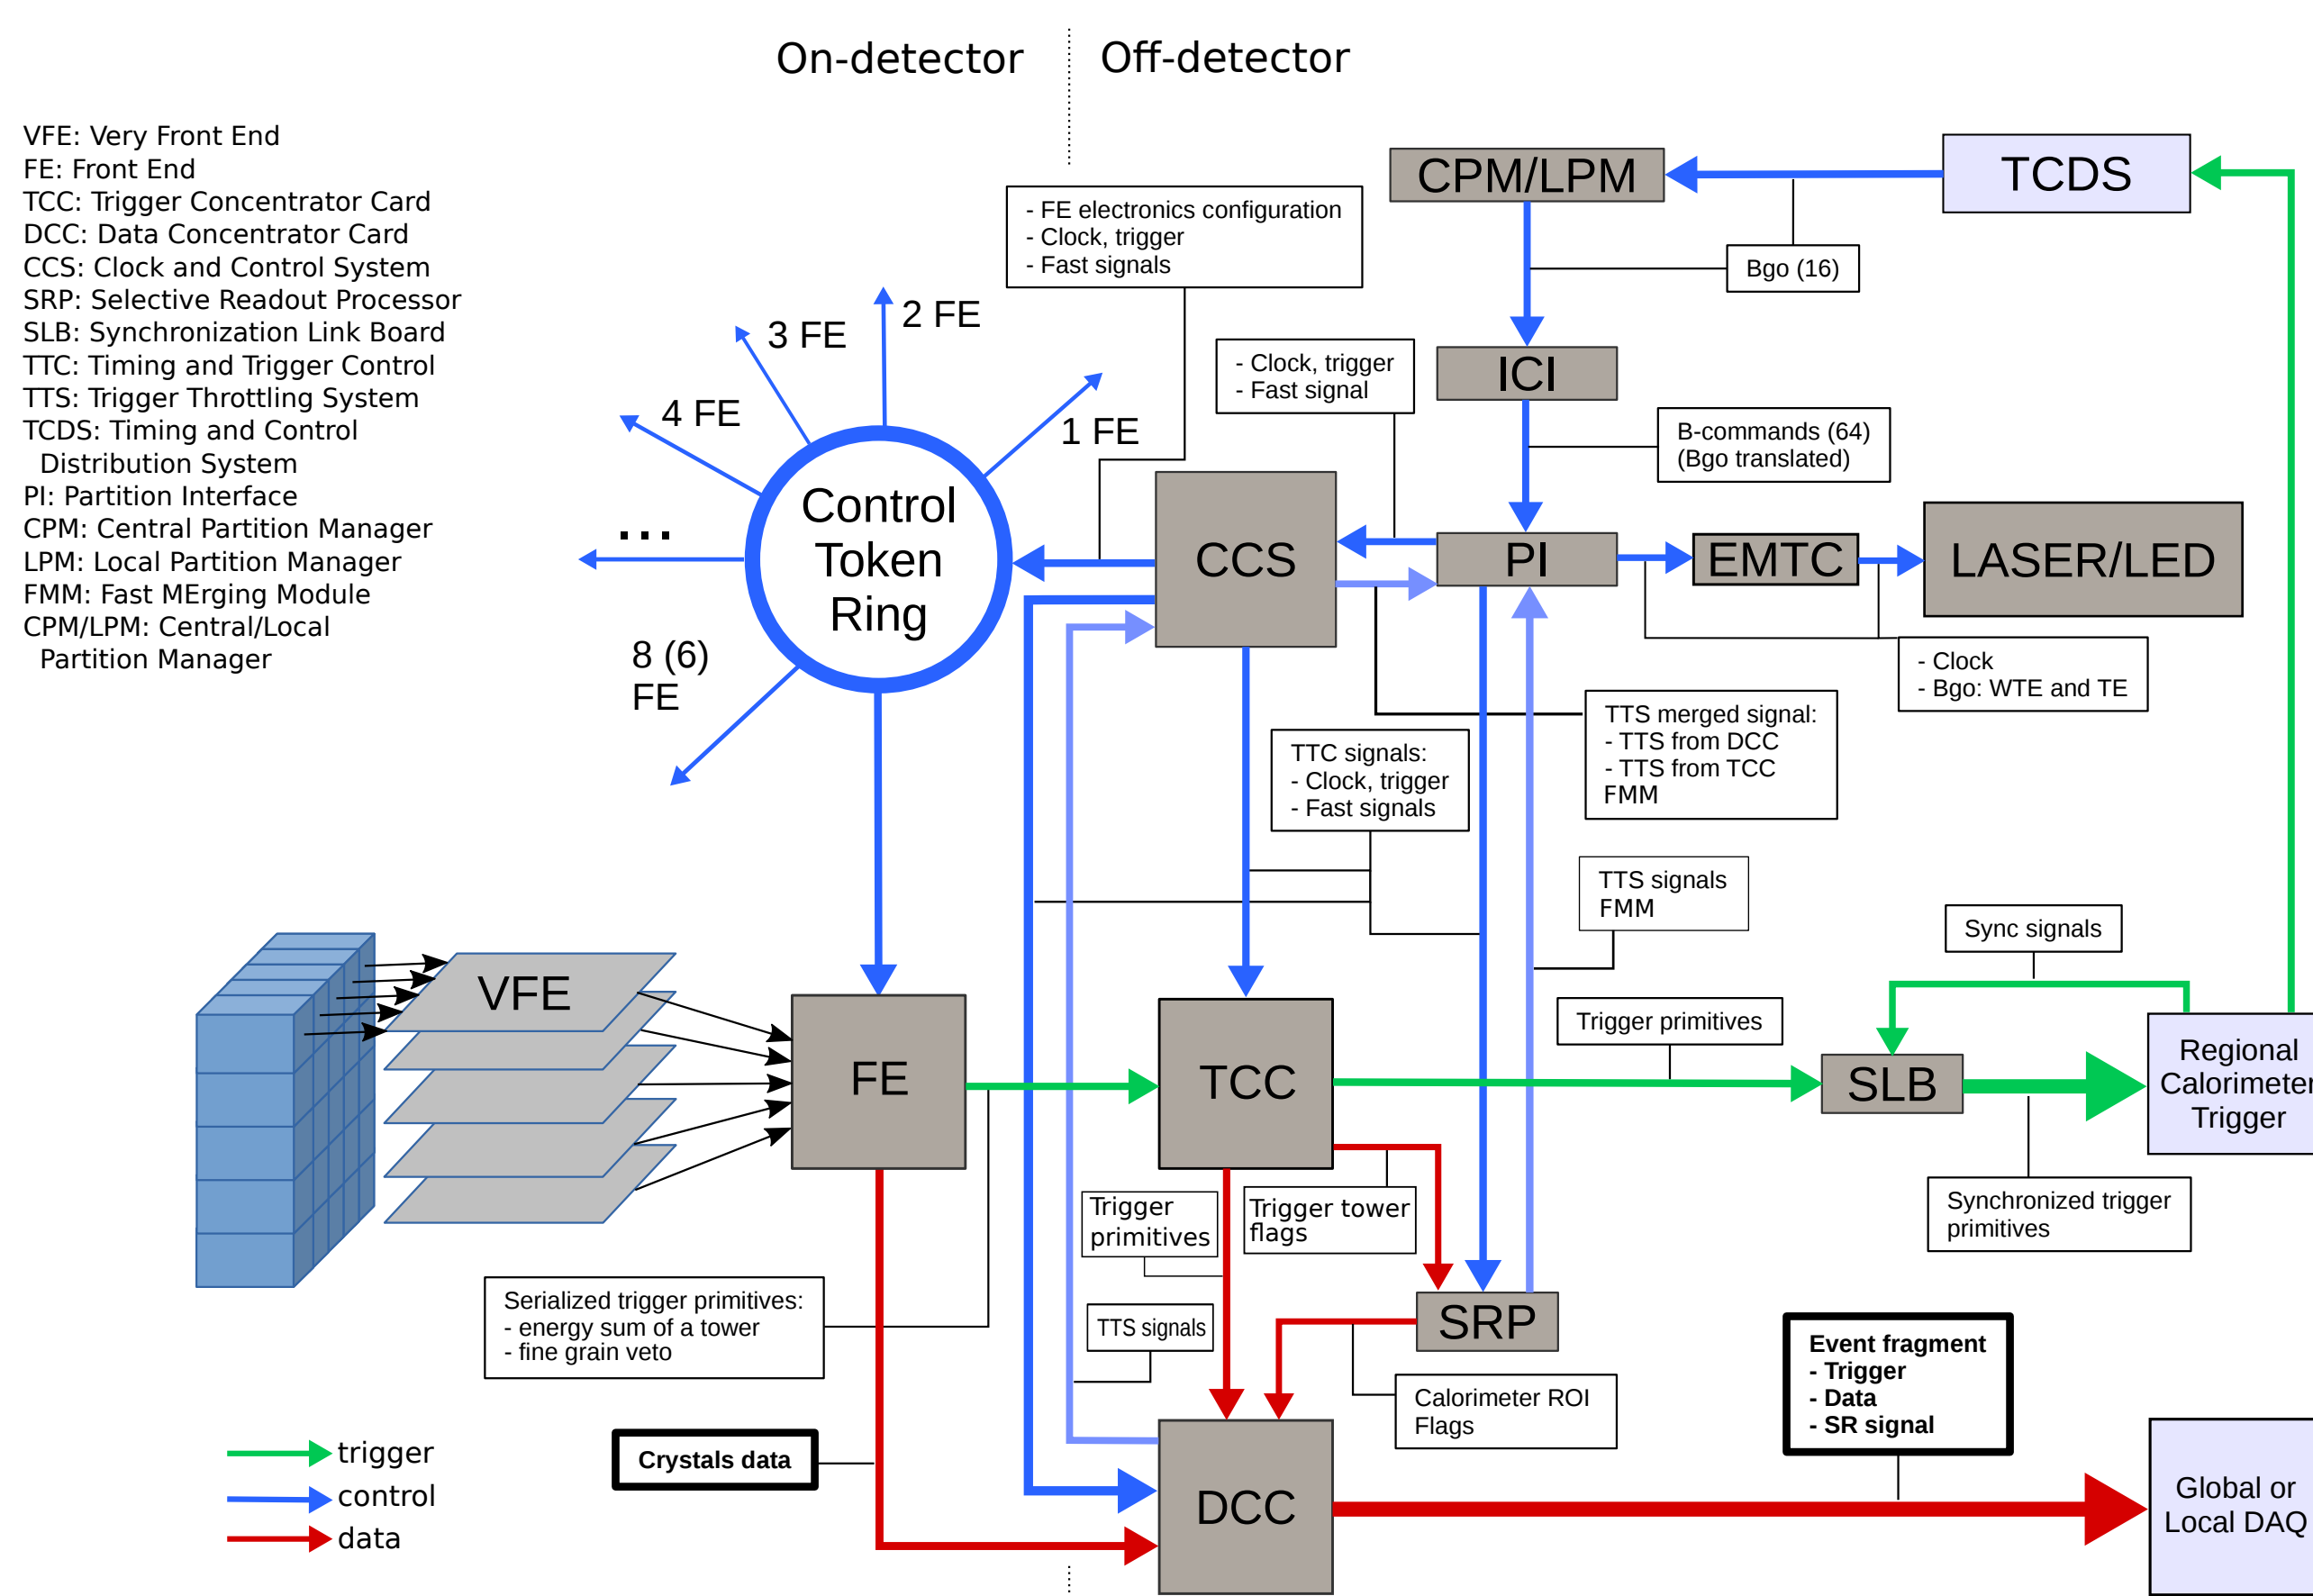 On-detector
Off-detector
VFE: Very Front End
FE: Front End
TCC: Trigger Concentrator Card
DCC: Data Concentrator Card
CCS: Clock and Control System
SRP: Selective Readout Processor
SLB: Synchronization Link Board
TTC: Timing and Trigger Control
TTS: Trigger Throttling System
TCDS: Timing and Control
Distribution System
PI: Partition Interface
CPM: Central Partition Manager
LPM: Local Partition Manager
FMM: Fast MErging Module
CPM/LPM: Central/Local
Partition Manager
CPM/LPM
TCDS
- FE electronics configuration
- Clock, trigger
- Fast signals
Bgo (16)
2 FE
3 FE
4 FE
1 FE
...
8 (6)
FE
Control
Token
Ring
- Clock, trigger
- Fast signal
ICI
B-commands (64)
(Bgo translated)
CCS
PI
EMTC
LASER/LED
- Clock
- Bgo: WTE and TE
TTS merged signal:
- TTS from DCC
- TTS from TCC
FMM
TTC signals:
- Clock, trigger
- Fast signals
TTS signals
FMM
Sync signals
VFE
FE
TCC
Trigger primitives
SLB
Regional
Calorimeter
Trigger
Trigger
primitives
Trigger tower
flags
Synchronized trigger
primitives
Serialized trigger primitives:
- energy sum of a tower
- fine grain veto
TTS signals
SRP
Calorimeter ROI
Flags
Event fragment
- Trigger
- Data
- SR signal
Crystals data
trigger
control
data
DCC
Global or
Local DAQ